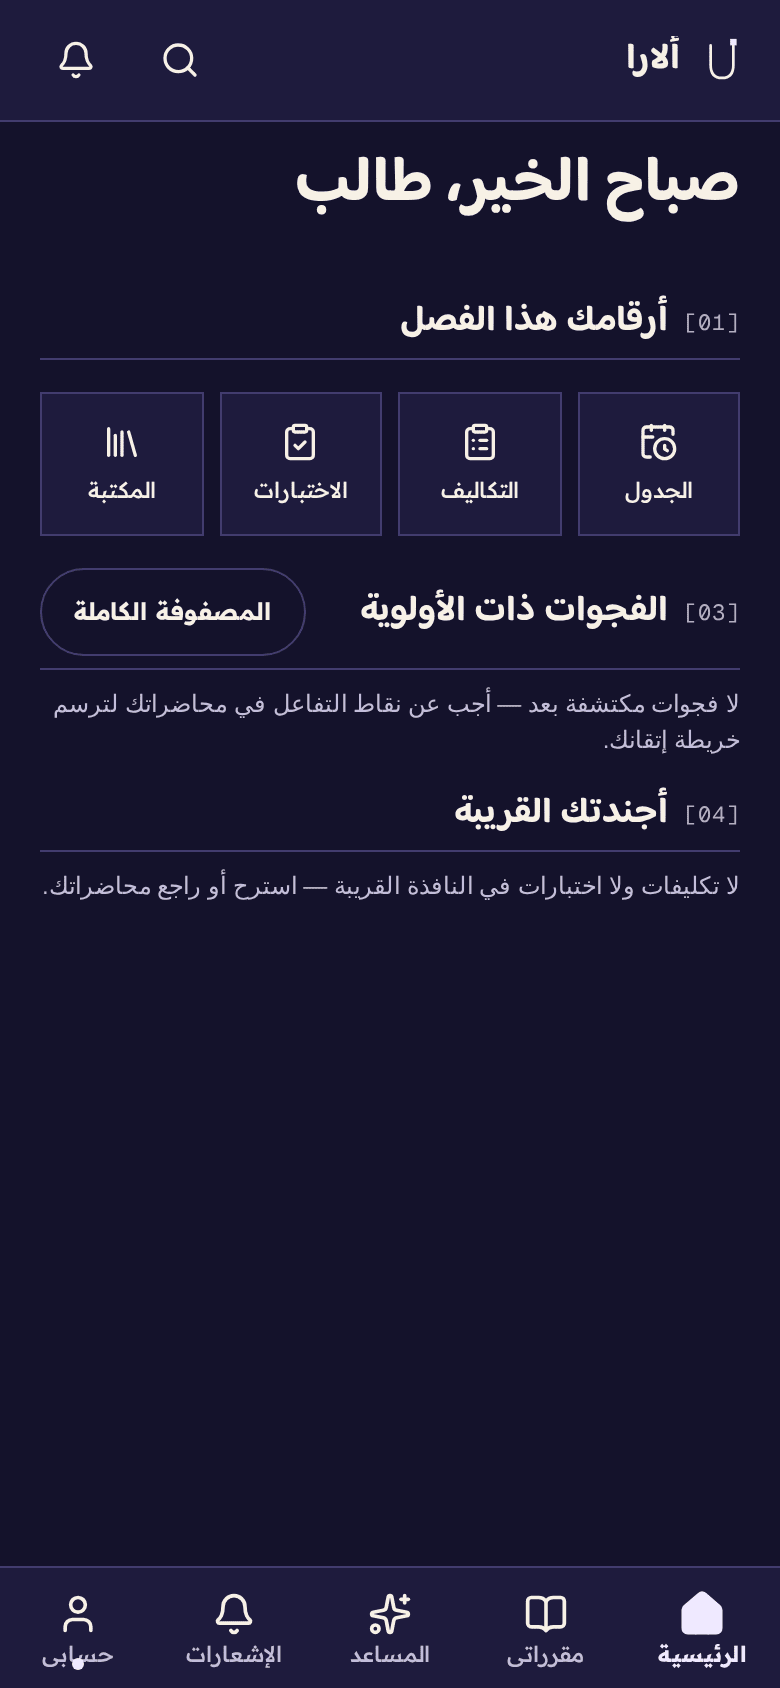 ألارا
صباح الخير، طالب
[01] أرقامك هذا الفصل
الجدول
التكاليف
الاختبارات
المكتبة
[03] الفجوات ذات الأولوية
المصفوفة الكاملة
لا فجوات مكتشفة بعد — أجب عن نقاط التفاعل في محاضراتك لترسم
خريطة إتقانك.
[04] أجندتك القريبة
لا تكليفات ولا اختبارات في النافذة القريبة — استرح أو راجع محاضراتك.
الرئيسية
مقرراتى
المساعد
الإشعارات
حسابى